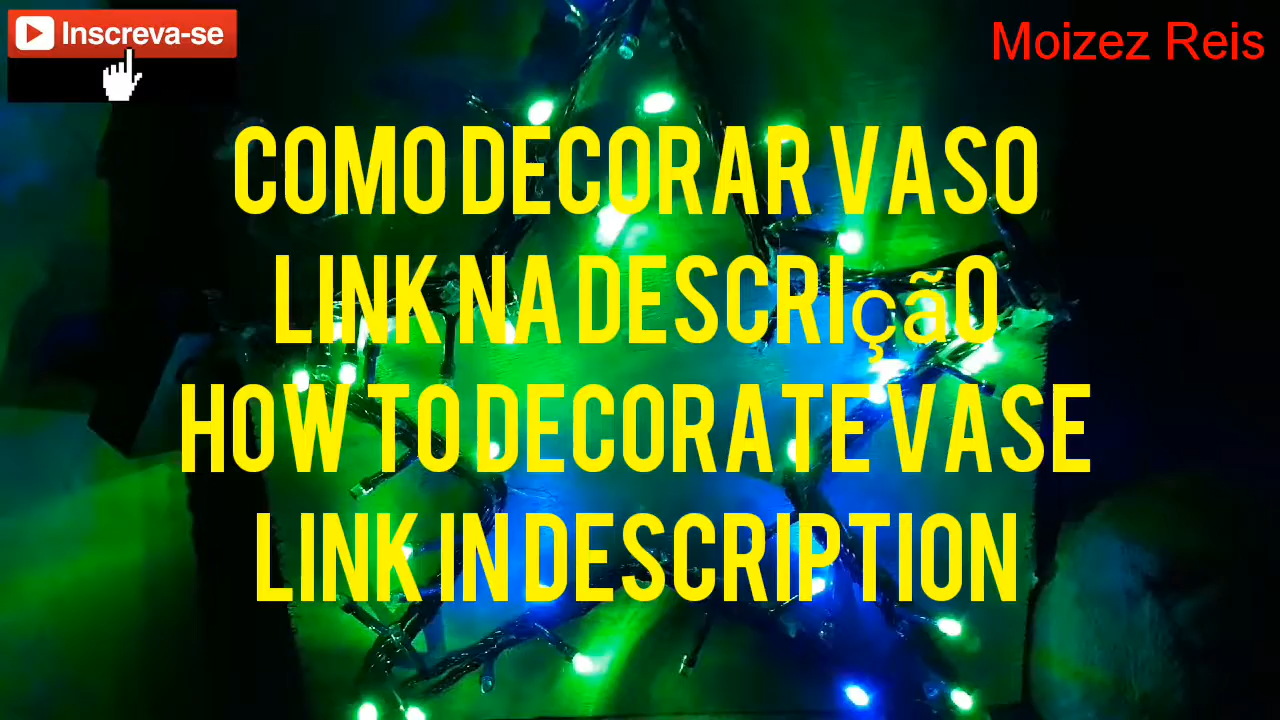 Inscreva-se
Moizez Reis
COMO DECORAR VASO
LINK NA DESCRIçãO
HOW TO DECORATE VASE
LINK IN DESCRIPTION